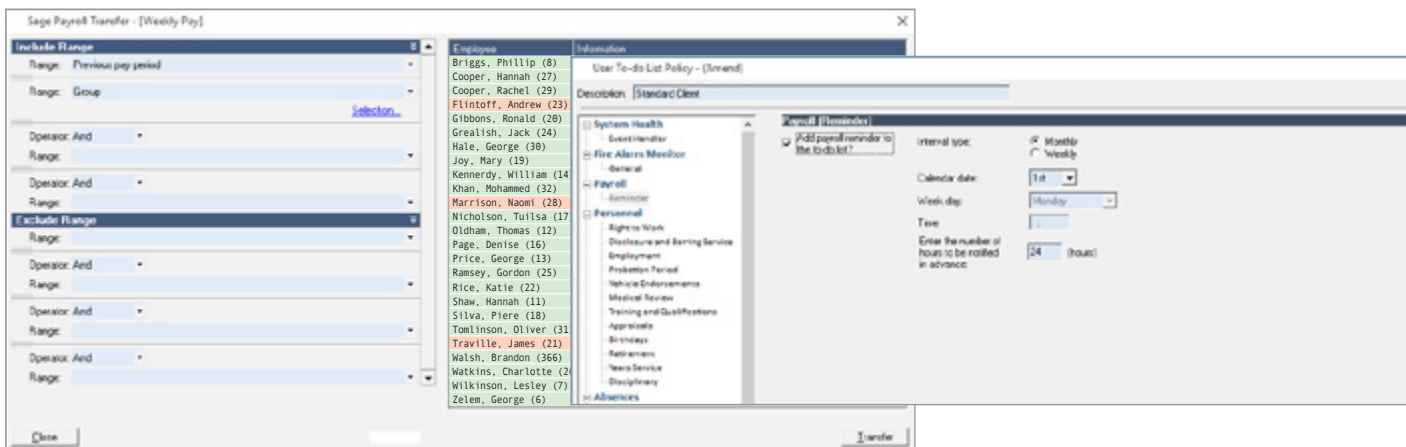 Sage Payroll Transfer - [Weekly Pay]
Include Range
Range: Previous pay period
Range: Group
Selection...
Operator: And
Range:
Operator: And
Range:
Exclude Range
Range:
Operator: And
Range:
Operator: And
Range:
Operator: And
Range:
Close
Employee
Briggs, Phillip (8)
Cooper, Hannah (27)
Cooper, Rachel (29)
Flintoff, Andrew (23)
Gibbons, Ronald (20)
Grealish, Jack (24)
Hale, George (30)
Joy, Mary (19)
Kennerdy, William (14
Khan, Mohammed (32)
Marrison, Naomi (28)
Nicholson, Tuilsa (17
Oldham, Thomas (12)
Page, Denise (16)
Price, George (13)
Ramsey, Gordon (25)
Rice, Katie (22)
Shaw, Hannah (11)
Silva, Piere (18)
Tomlinson, Oliver (31
Traville, James (21)
Walsh, Brandon (366)
Watkins, Charlotte (2
Wilkinson, Lesley (7)
Zelem, George (6)
Information
Transfer
User To-do List Policy - (Amend)
Description: Standard Client
System Health
Event Handler
Fire Alarm Monitor
General
Payroll
Reminder
Personnel
Right to Work
Disclosure and Barring Service
Employment
Probation Period
Vehicle Endorsements
Medical Review
Training and Qualifications
Appraisals
Birthdays
Retirement
Years Service
Disciplinary
Absences
Payroll (Reminder)
Add payroll reminder to
the to-do list?
Interval type:
Monthly
Weekly
Calendar date: 1st
Week day: Monday
Time :
Enter the number of
hours to be notified
in advance: 24 (hours)